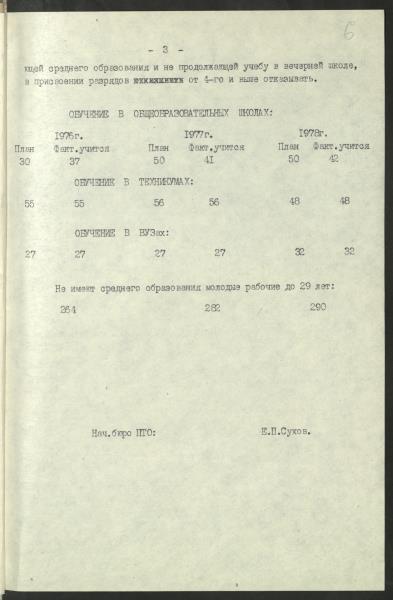 6
- 3 -
ющей среднего образования и не продолжающей учебу в вечерней школе,
в присвоении разрядов от 4-го и выше отказывать.
ОБУЧЕНИЕ В ОБЩЕОБРАЗОВАТЕЛЬНЫХ ШКОЛАХ:
1976г. 1977г. 1978г.
План Факт.учится План Факт.учится План Факт.учится
30 37 50 41 50 42
ОБУЧЕНИЕ В ТЕХНИКУМАХ:
55 55 56 56 48 48
ОБУЧЕНИЕ В ВУЗах:
27 27 27 27 32 32
Не имеют среднего образования молодые рабочие до 29 лет:
264 282 290
Нач.бюро ПТО: Е.П.Сухов.